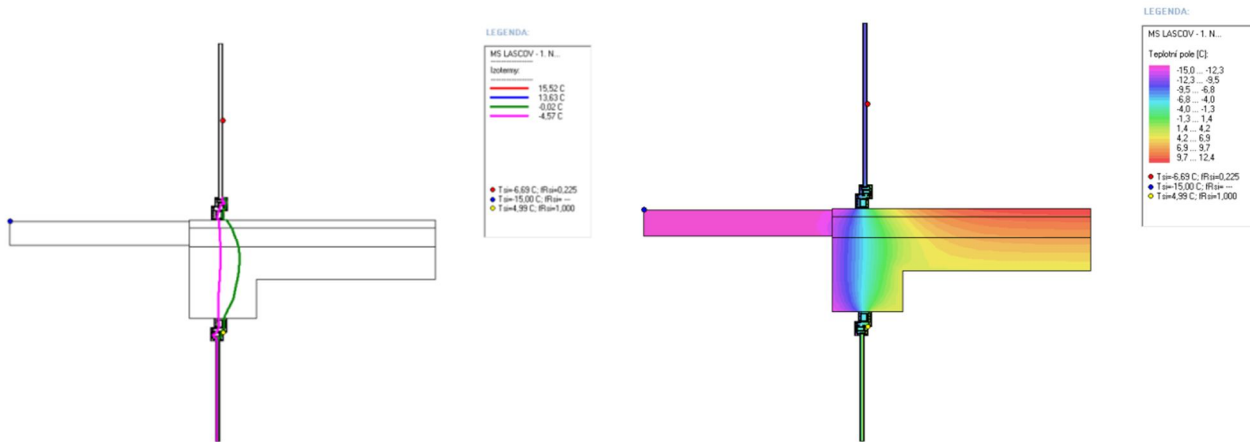 LEGENDA:
MS LASCOV - 1. N...
Izotermy:
15,52 C
13,63 C
-0,02 C
-4,57 C
Tsi=-6,69 C; fRsi=0,225
Tsi=-15,00 C; fRsi= ---
Tsi=4,99 C; fRsi=1,000
LEGENDA:
MS LASCOV - 1. N...
Teplotní pole [C]:
-15,0 ... -12,3
-12,3 ... -9,5
-9,5 ... -6,8
-6,8 ... -4,0
-4,0 ... -1,3
-1,3 ... 1,4
1,4 ... 4,2
4,2 ... 6,9
6,9 ... 9,7
9,7 ... 12,4
Tsi=-6,69 C; fRsi=0,225
Tsi=-15,00 C; fRsi= ---
Tsi=4,99 C; fRsi=1,000